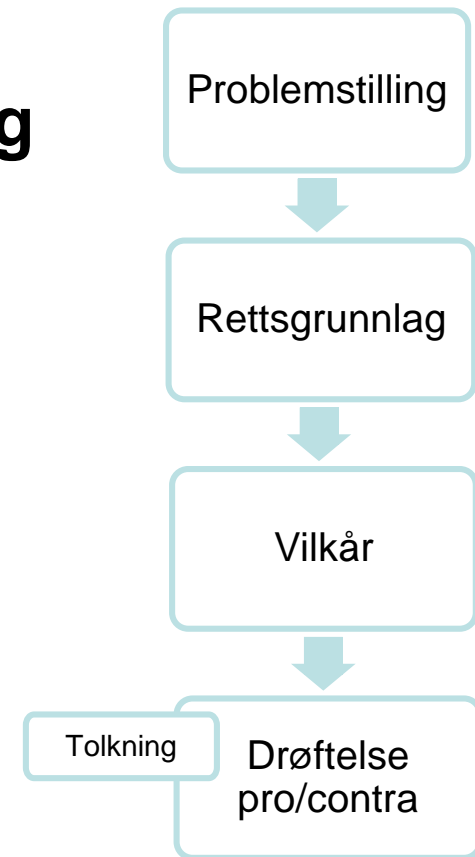 g
Problemstilling
Rettsgrunnlag
Vilkår
Tolkning
Drøftelse
pro/contra